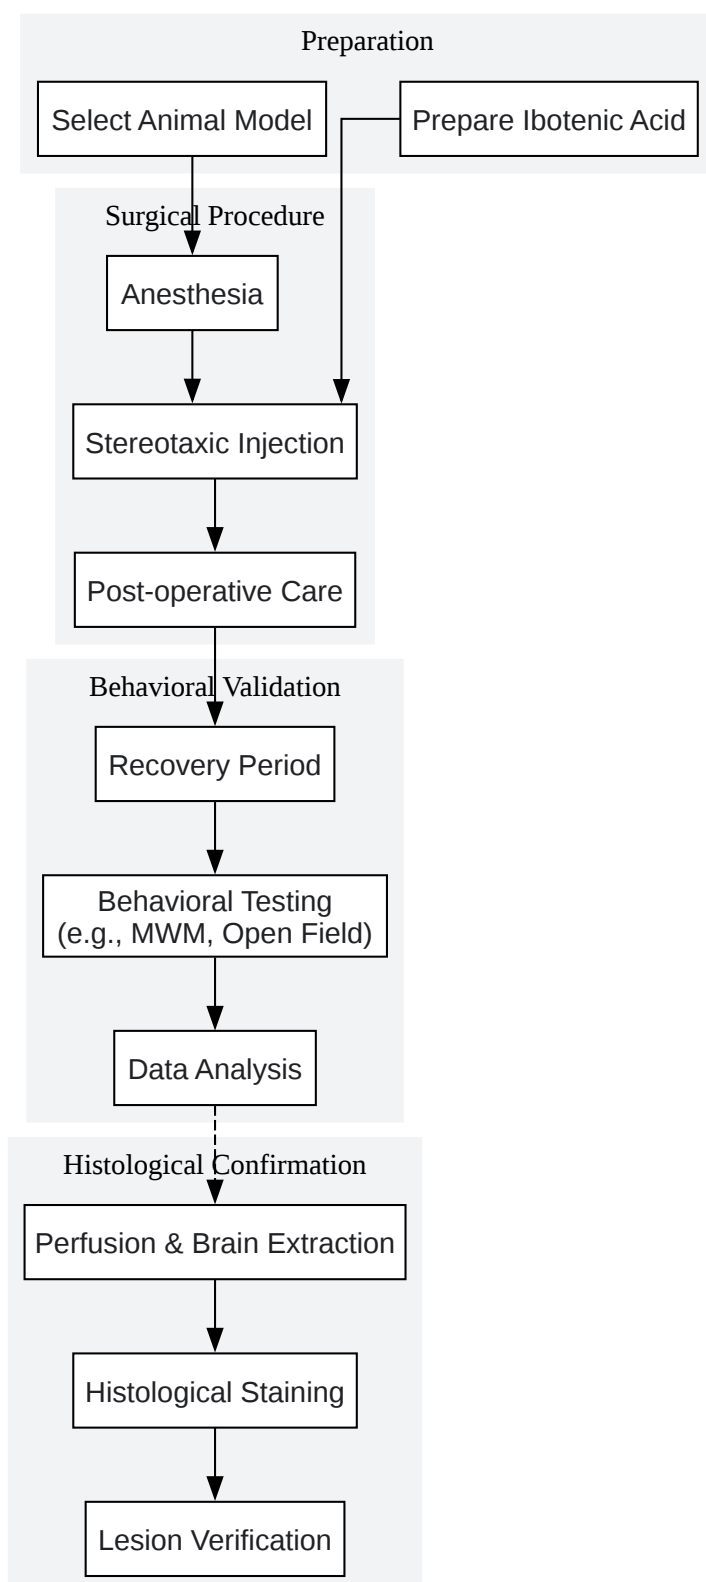 Preparation
Select Animal Model
Prepare Ibotenic Acid
Surgical Procedure
Anesthesia
Stereotaxic Injection
Post-operative Care
Behavioral Validation
Recovery Period
Behavioral Testing
(e.g., MWM, Open Field)
Data Analysis
Histological Confirmation
Perfusion & Brain Extraction
Histological Staining
Lesion Verification